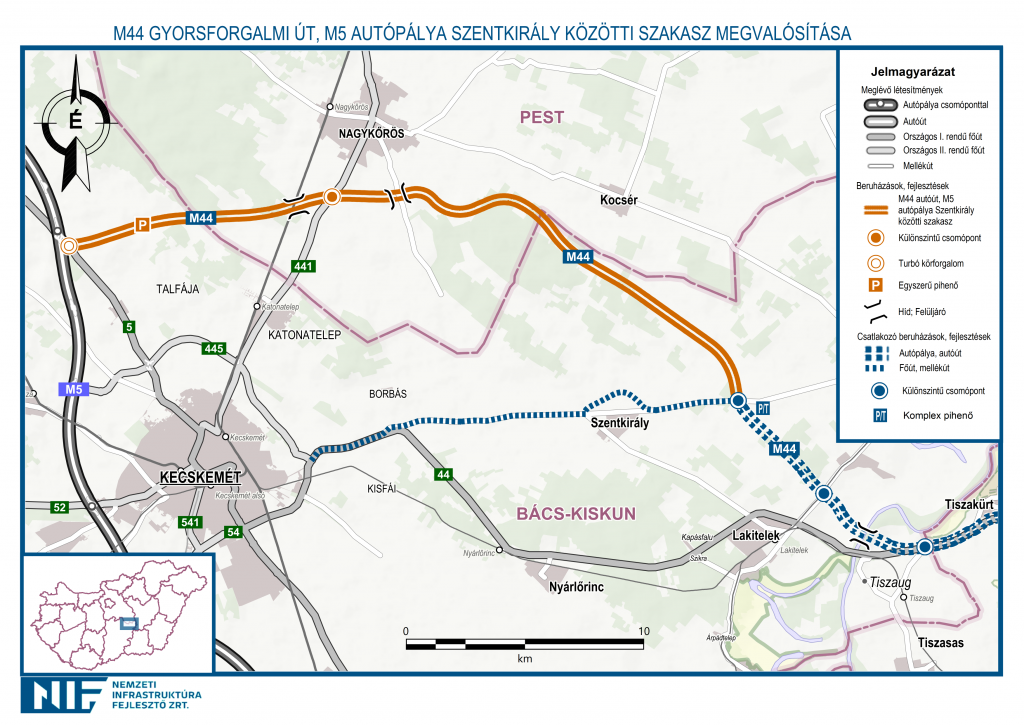 M44 GYORSFORGALMI ÚT, M5 AUTÓPÁLYA SZENTKIRÁLY KÖZÖTTI SZAKASZ MEGVALÓSÍTÁSA
É
Nagykőrös
NAGYKŐRÖS
PEST
Kocsér
P
M44
M44
441
TALFÁJA
Katonatelep
KATONATELEP
5
445
M5
BORBÁS
P/T
Szentkirály
M44
Kecskemét
KECSKEMÉT
Kecskemét alsó
KISFÁI
44
52
541
54
BÁCS-KISKUN
Tiszakürt
Kapásfalu
Lakitelek
Lakitelek
Szikra
Nyárlőrinc
Nyárlőrinc
Tiszaug
Tiszaug
Árpádtelep
Tiszasas
0
10
km
Jelmagyarázat
Meglévő létesítmények
Autópálya csomóponttal
Autóút
Országos I. rendű főút
Országos II. rendű főút
Mellékút
Beruházások, fejlesztések
M44 autóút, M5
autópálya Szentkirály
közötti szakasz
Különszintű csomópont
Turbó körforgalom
P
Egyszerű pihenő
Híd; Felüljáró
Csatlakozó beruházások, fejlesztések
Autópálya, autóút
Főút, mellékút
Különszintű csomópont
P/T
Komplex pihenő
NIF
NEMZETI
INFRASTRUKTÚRA
FEJLESZTŐ ZRT.